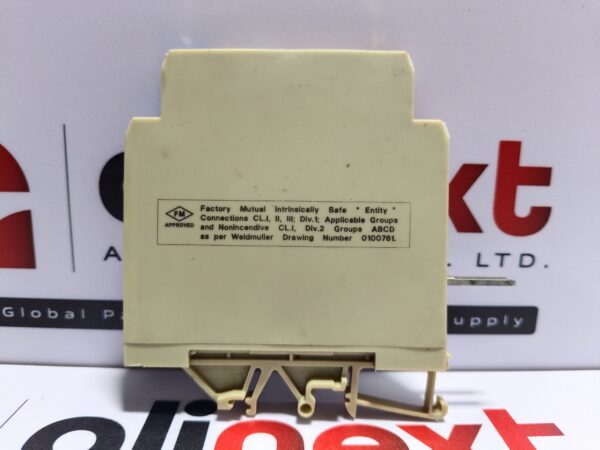 FM
APPROVED
Factory Mutual Intrinsically Safe "Entity"
Connections CL.I, II, III; Div.1; Applicable Groups
and Nonincendive CL.I, Div.2 Groups ABCD
as per Weidmuller Drawing Number 0100761.
xt
LTD.
Global
upply
olinext